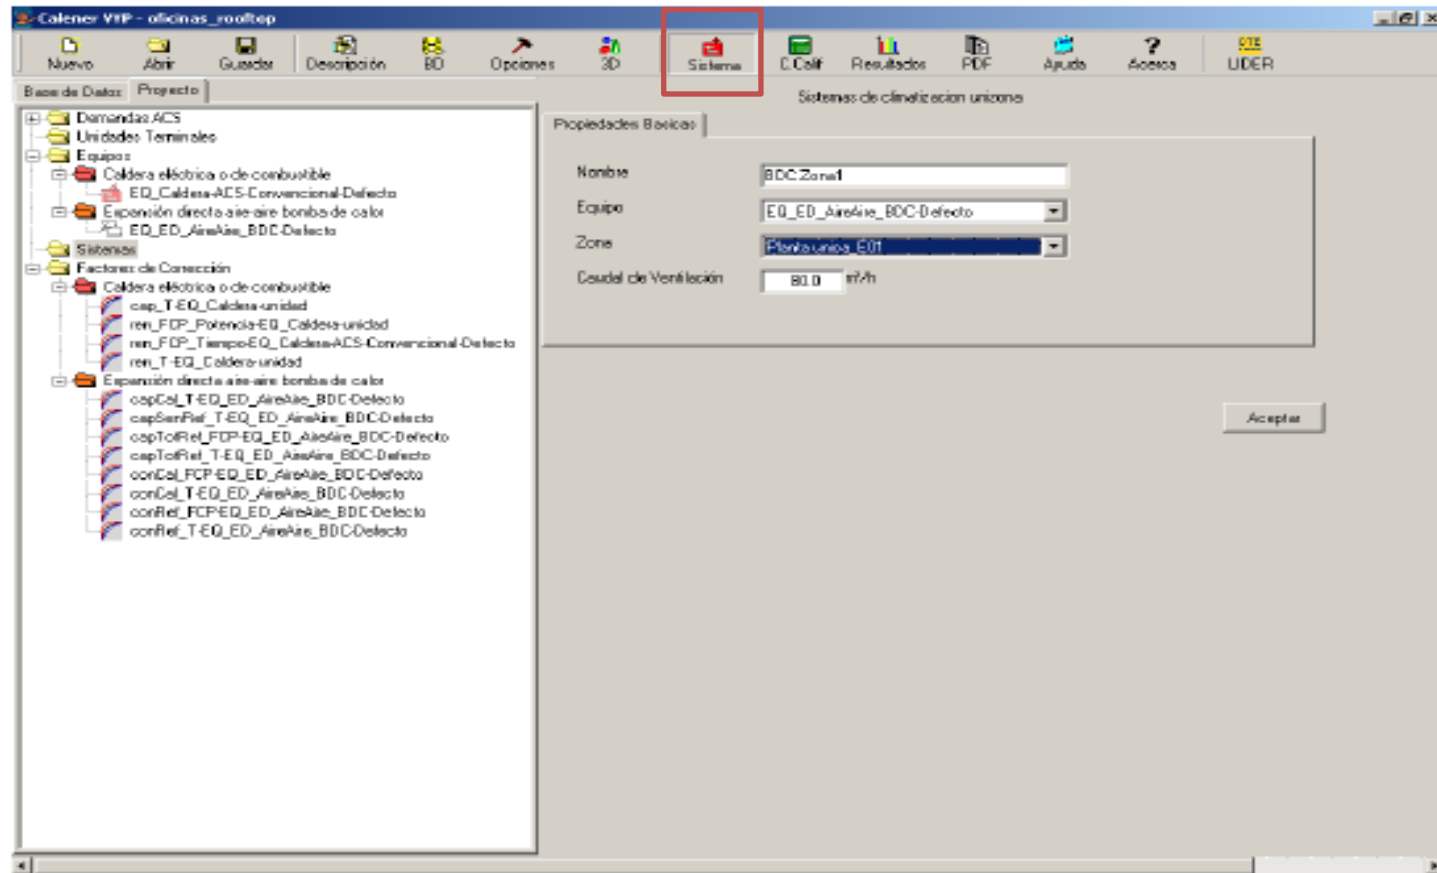 Calener VYP - oficinas_rooftop
Nuevo Abrir Guardar Descripción BD Opciones 3D Sistema C.Calif Resultados PDF Ayuda Acerca LIDER
CTE
Base de Datos Proyecto
Sistemas de climatizacion unizona
Demandas ACS
Unidades Terminales
Equipos
Caldera eléctrica o de combustible
EQ_Caldera-ACS-Convencional-Defecto
Expansión directa aire-aire bomba de calor
EQ_ED_AireAire_BDC-Defecto
Sistemas
Factores de Corrección
Caldera eléctrica o de combustible
cap_T-EQ_Caldera-unidad
ren_FCP_Potencia-EQ_Caldera-unidad
ren_FCP_Tiempo-EQ_Caldera-ACS-Convencional-Defecto
ren_T-EQ_Caldera-unidad
Expansión directa aire-aire bomba de calor
capCal_T-EQ_ED_AireAire_BDC-Defecto
capSenRef_T-EQ_ED_AireAire_BDC-Defecto
capTotRef_FCP-EQ_ED_AireAire_BDC-Defecto
capTotRef_T-EQ_ED_AireAire_BDC-Defecto
conCal_FCP-EQ_ED_AireAire_BDC-Defecto
conCal_T-EQ_ED_AireAire_BDC-Defecto
conRef_FCP-EQ_ED_AireAire_BDC-Defecto
conRef_T-EQ_ED_AireAire_BDC-Defecto
Propiedades Basicas
Nombre BDC Zona1
Equipo EQ_ED_AireAire_BDC-Defecto
Zona Planta unica_E01
Caudal de Ventilación 80.0 m³/h
Aceptar